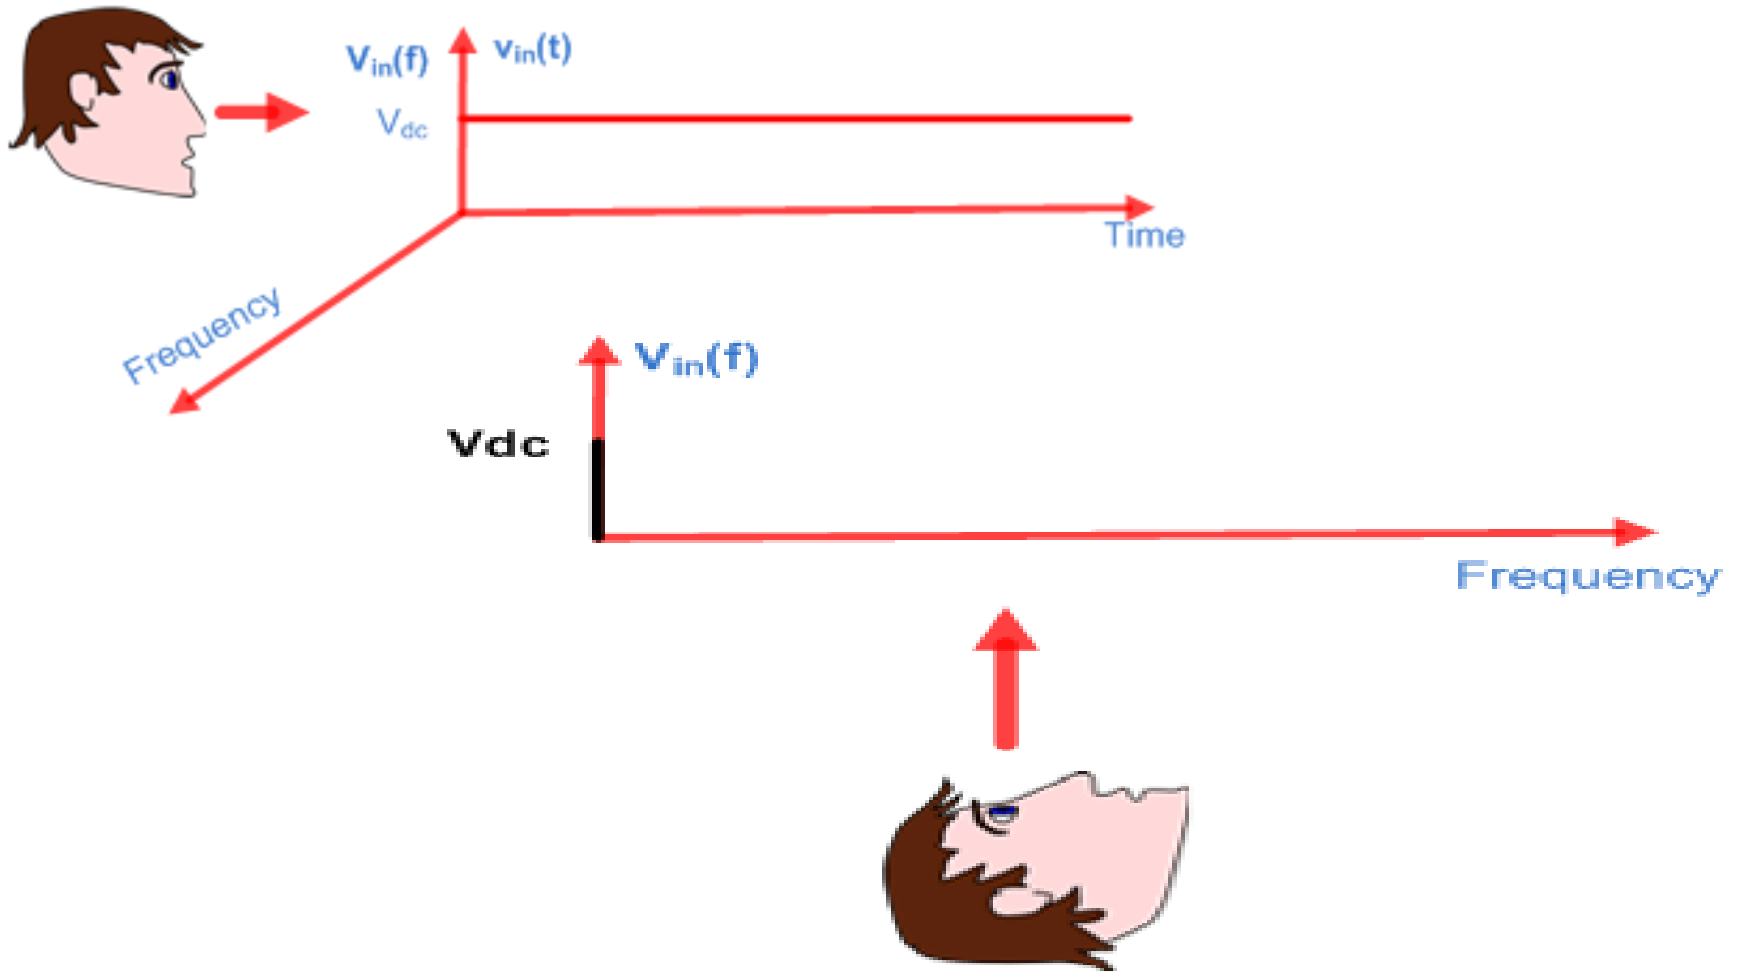 Vin(f) vin(t)
Vdc
Time
Frequency
Vin(f)
Vdc
Frequency